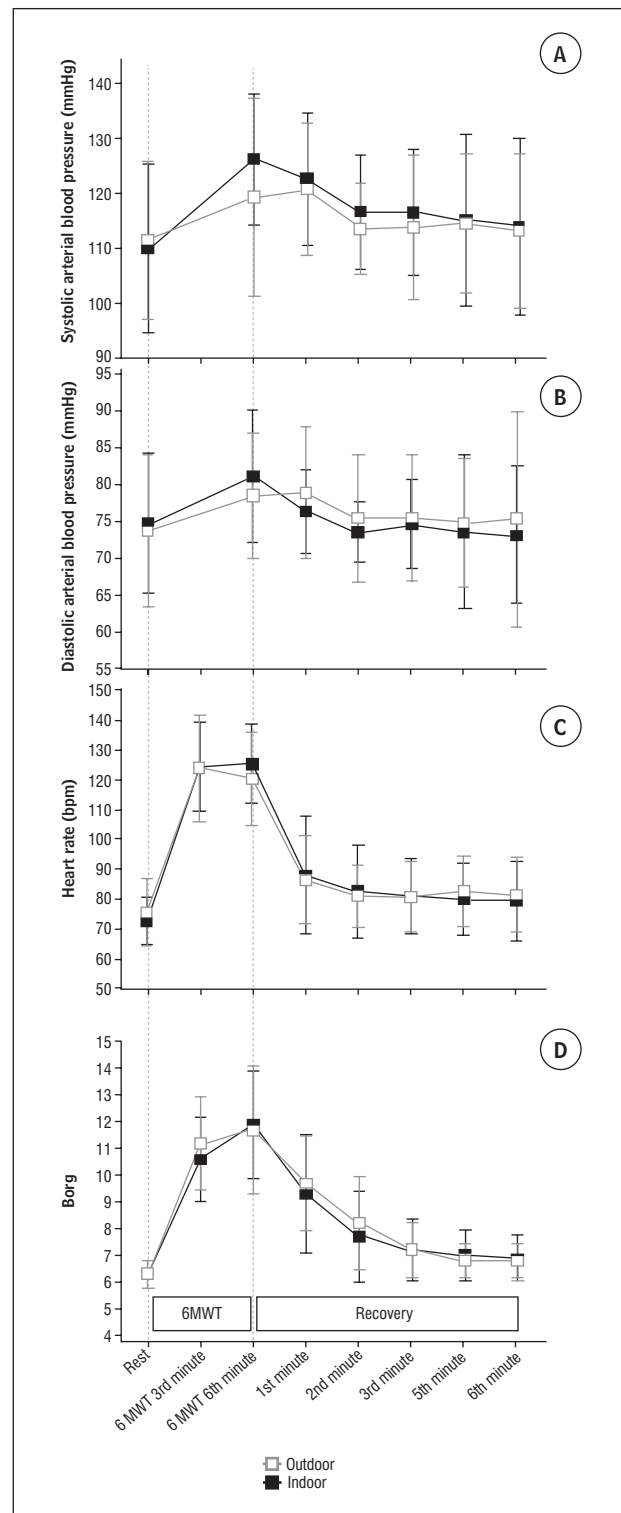 A
Systolic arterial blood pressure (mmHg)
140
130
120
110
100
90
B
Diastolic arterial blood pressure (mmHg)
95
90
85
80
75
70
65
60
55
C
Heart rate (bpm)
150
140
130
120
110
100
90
80
70
60
50
D
Borg
15
14
13
12
11
10
9
8
7
6
5
4
6MWT
Recovery
Rest
6 MWT 3rd minute
6 MWT 6th minute
1st minute
2nd minute
3rd minute
5th minute
6th minute
Outdoor
Indoor